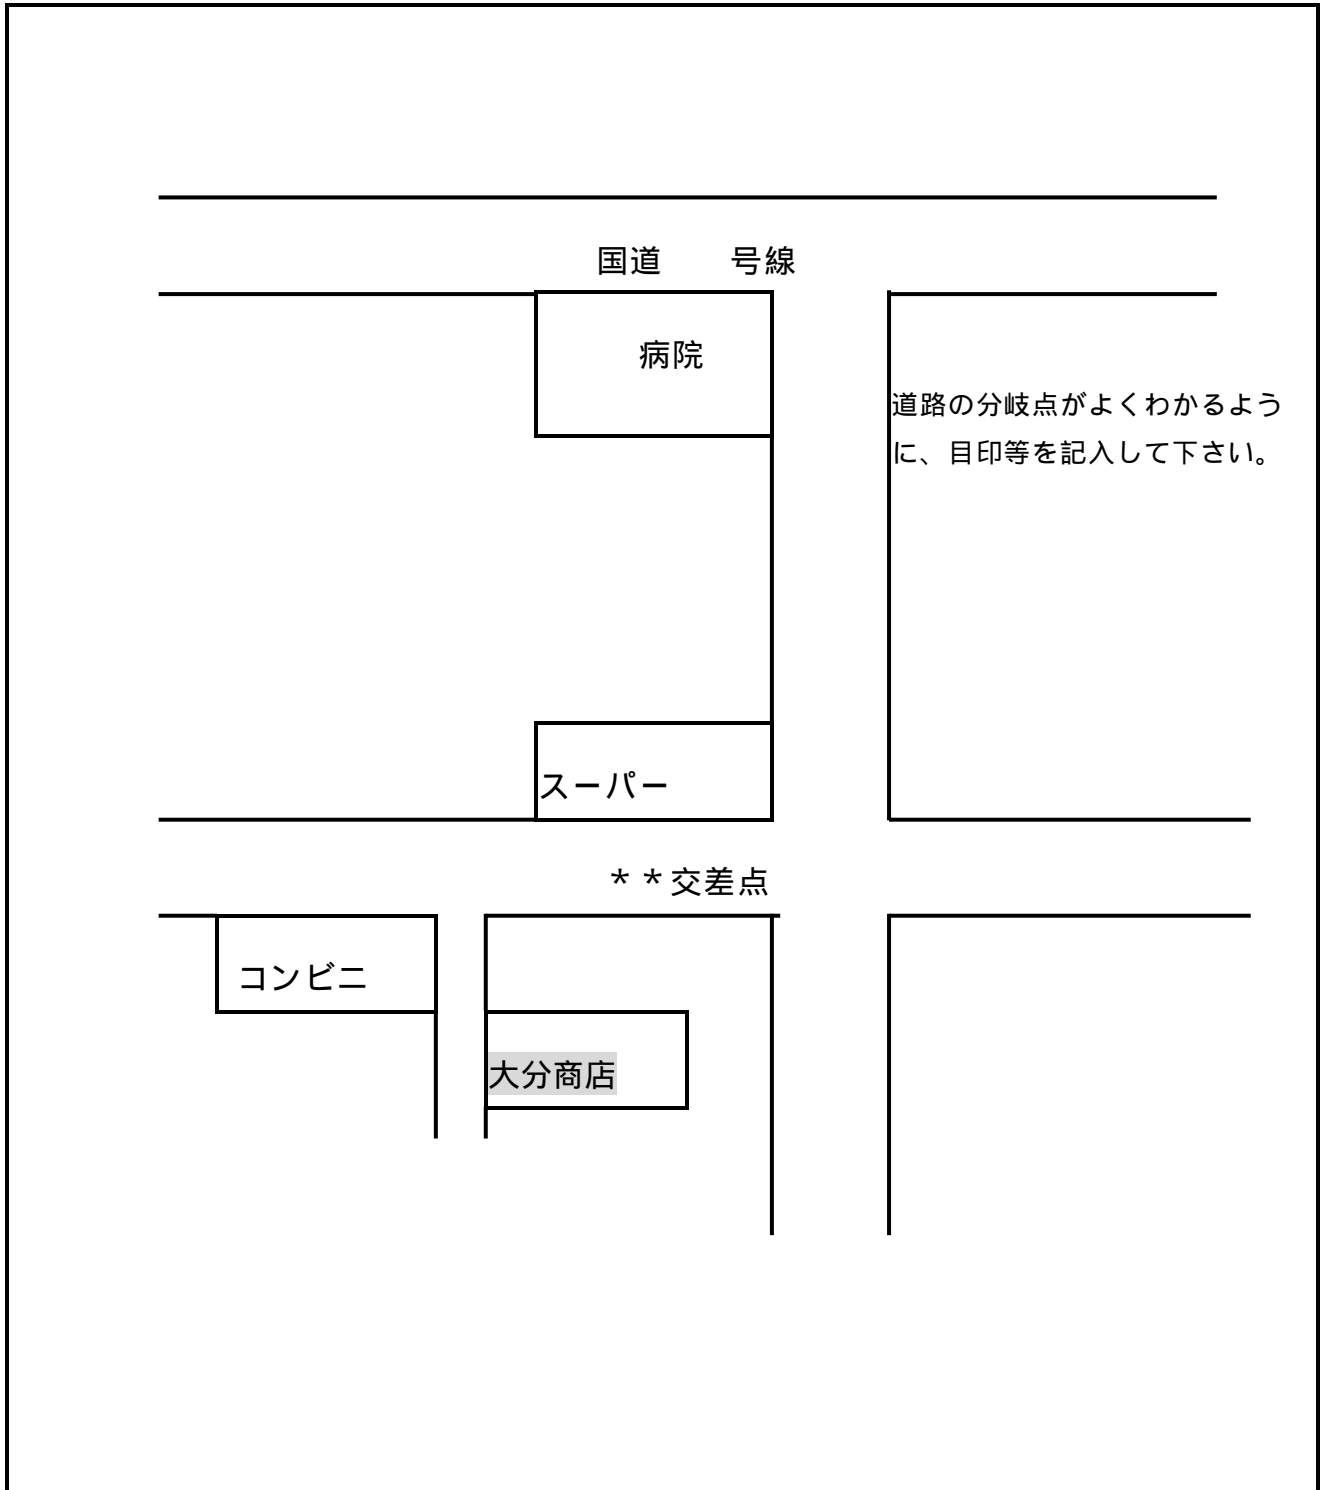 国道　　号線
病院
道路の分岐点がよくわかるよう
に、目印等を記入して下さい。
スーパー
＊＊交差点
コンビニ
大分商店